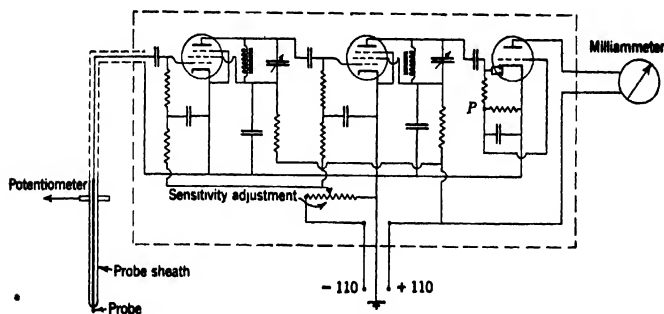 Milliammeter
P
Potentiometer
Sensitivity adjustment
Probe sheath
Probe
– 110
+ 110